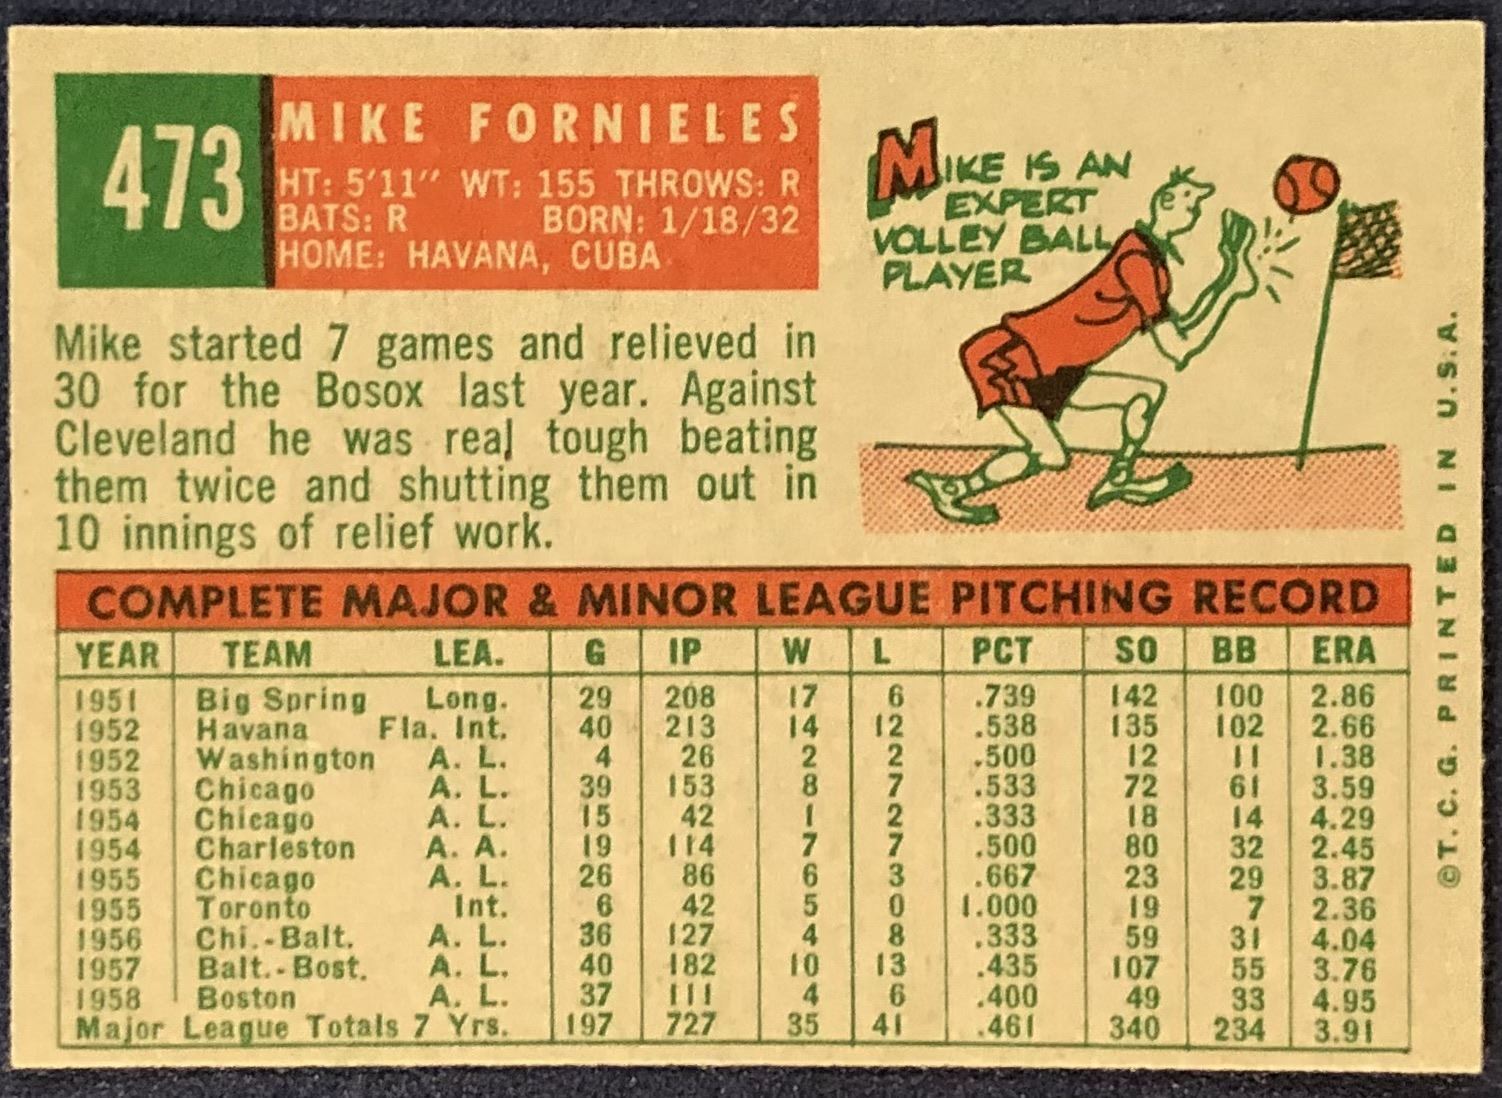 473
MIKE FORNIELES
HT: 5'11" WT: 155 THROWS: R
BATS: R BORN: 1/18/32
HOME: HAVANA, CUBA
MIKE IS AN
EXPERT
VOLLEY BALL
PLAYER
Mike started 7 games and relieved in
30 for the Bosox last year. Against
Cleveland he was real tough beating
them twice and shutting them out in
10 innings of relief work.
COMPLETE MAJOR & MINOR LEAGUE PITCHING RECORD
YEAR TEAM LEA. G IP W L PCT SO BB ERA
1951 Big Spring Long. 29 208 17 6 .739 142 100 2.86
1952 Havana Fla. Int. 40 213 14 12 .538 135 102 2.66
1952 Washington A. L. 4 26 2 2 .500 12 11 1.38
1953 Chicago A. L. 39 153 8 7 .533 72 61 3.59
1954 Chicago A. L. 15 42 1 2 .333 18 14 4.29
1954 Charleston A. A. 19 114 7 7 .500 80 32 2.45
1955 Chicago A. L. 26 86 6 3 .667 23 29 3.87
1955 Toronto Int. 6 42 5 0 1.000 19 7 2.36
1956 Chi.-Balt. A. L. 36 127 4 8 .333 59 31 4.04
1957 Balt.-Bost. A. L. 40 182 10 13 .435 107 55 3.76
1958 Boston A. L. 37 111 4 6 .400 49 33 4.95
Major League Totals 7 Yrs. 197 727 35 41 .461 340 234 3.91
©T. C. G. PRINTED IN U.S.A.